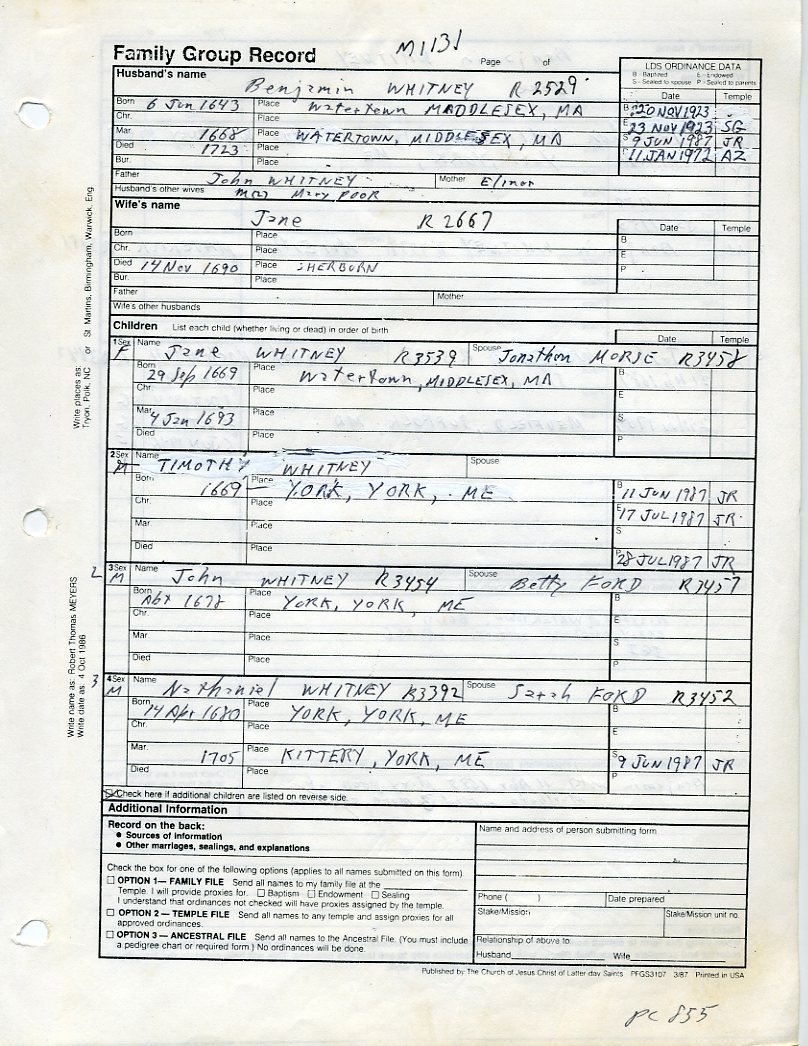 M1131
Family Group Record
Page of
LDS ORDINANCE DATA
B - Baptized E - Endowed
S - Sealed to spouse P - Sealed to parents
Husband's name
Benjamin WHITNEY R2529
Date Temple
Born 6 Jun 1643 Place Watertown MADDLESEX, MA B 20 NOV 1923
Chr. Place E 23 NOV 1923 SG
Mar 1668 Place WATERTOWN, MIDDLESEX, MA S 9 JUN 1987 JR
Died 1723 Place 11 JAN 1972 AZ
Bur. Place
Father John WHITNEY Mother Elinor
Husband's other wives m(2) Mary POOR
Wife's name
Jane R2667
Date Temple
Born Place B
Chr. Place E
Died 14 Nov 1690 Place SHERBORN P
Bur. Place
Father Mother
Wife's other husbands
Children List each child (whether living or dead) in order of birth
Date Temple
1 Sex F Name Jane WHITNEY R3539 Spouse Jonathon MORSE R3458
Born 29 Sep 1669 Place Watertown, MIDDLESEX, MA B
Chr. Place E
Mar. 4 Jan 1693 Place S
Died Place P
2 Sex M Name TIMOTHY WHITNEY Spouse
Born 1669 Place YORK, YORK, ME B 11 JUN 1987 JR
Chr. Place E 17 JUL 1987 JR
Mar. Place S
Died Place P 28 JUL 1987 JR
2 3 Sex M Name John WHITNEY R3454 Spouse Betty FORD R3457
Born Abt 1678 Place YORK, YORK, ME B
Chr. Place E
Mar. Place S
Died Place P
3 4 Sex M Name Nathaniel WHITNEY R3392 Spouse Sarah FORD R3452
Born 14 Apr 1680 Place YORK, YORK, ME B
Chr. Place E
Mar. 1705 Place KITTERY, YORK, ME S 9 JUN 1987 JR
Died Place P
Check here if additional children are listed on reverse side.
Additional Information
Record on the back:
• Sources of information
• Other marriages, sealings, and explanations
Check the box for one of the following options (applies to all names submitted on this form)
☐ OPTION 1— FAMILY FILE Send all names to my family file at the
Temple. I will provide proxies for. ☐ Baptism ☐ Endowment ☐ Sealing
I understand that ordinances not checked will have proxies assigned by the temple.
☐ OPTION 2 — TEMPLE FILE Send all names to any temple and assign proxies for all
approved ordinances.
☐ OPTION 3 — ANCESTRAL FILE Send all names to the Ancestral File. (You must include
a pedigree chart or required form.) No ordinances will be done.
Name and address of person submitting form
Phone ( ) Date prepared
Stake/Mission Stake/Mission unit no.
Relationship of above to:
Husband Wife
Published by The Church of Jesus Christ of Latter-day Saints PFGS3107 3/87 Printed in USA
PC 855
Write places as:
Tryon, Polk, NC or St Martins, Birmingham, Warwick, Eng
Write name as: Robert Thomas MEYERS
Write date as: 4 Oct 1986